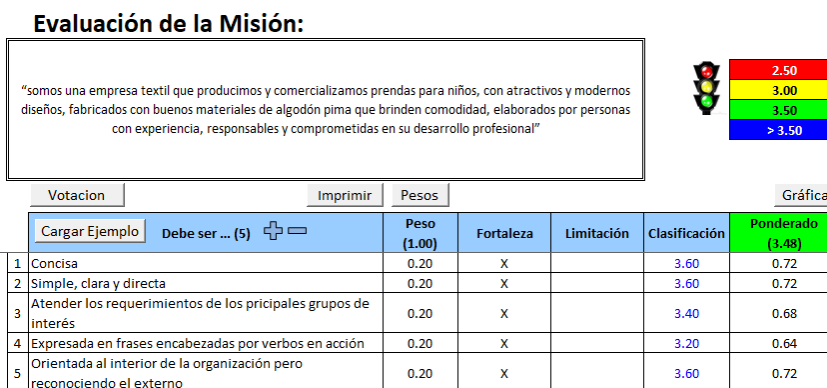 Evaluación de la Misión:
“somos una empresa textil que producimos y comercializamos prendas para niños, con atractivos y modernos
diseños, fabricados con buenos materiales de algodón pima que brinden comodidad, elaborados por personas
con experiencia, responsables y comprometidas en su desarrollo profesional”
2.50
3.00
3.50
> 3.50
Votacion Imprimir Pesos Gráfica
Cargar Ejemplo Debe ser ... (5) Peso (1.00) Fortaleza Limitación Clasificación Ponderado (3.48)
1 Concisa 0.20 X 3.60 0.72
2 Simple, clara y directa 0.20 X 3.60 0.72
3 Atender los requerimientos de los pricipales grupos de
interés 0.20 X 3.40 0.68
4 Expresada en frases encabezadas por verbos en acción 0.20 X 3.20 0.64
5 Orientada al interior de la organización pero
reconociendo el externo 0.20 X 3.60 0.72